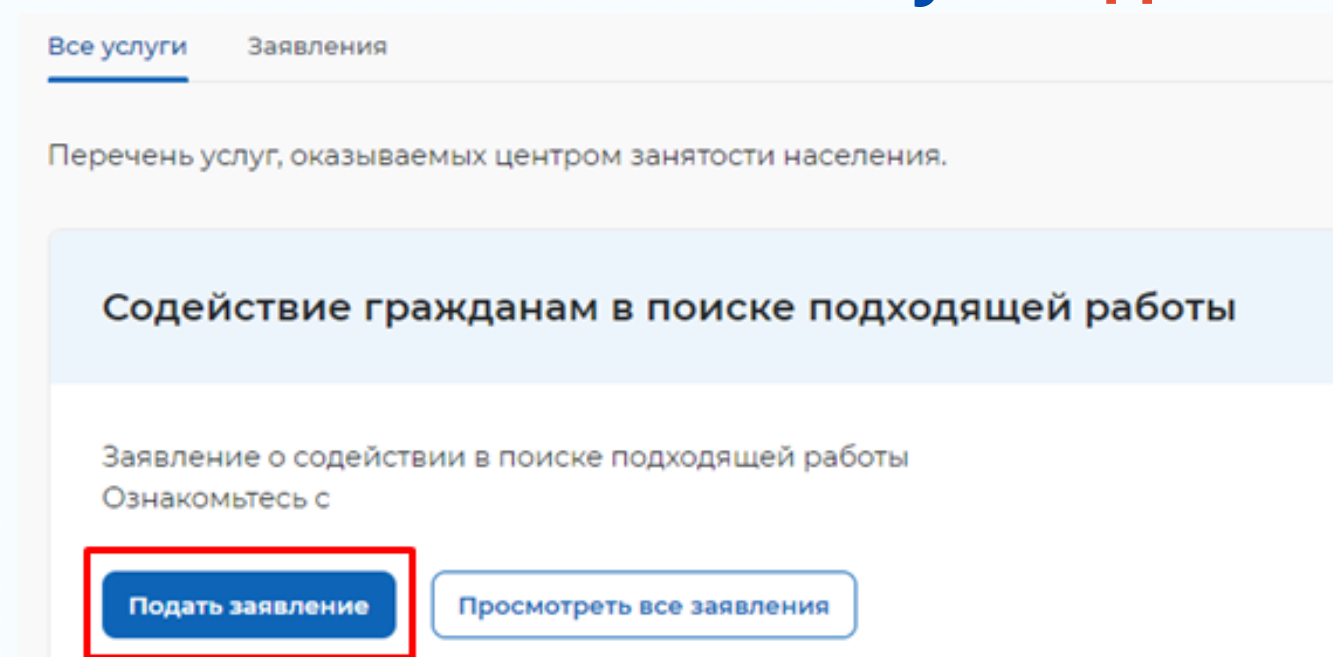 Все услуги Заявления
Перечень услуг, оказываемых центром занятости населения.
Содействие гражданам в поиске подходящей работы
Заявление о содействии в поиске подходящей работы
Ознакомьтесь с
Подать заявление Просмотреть все заявления